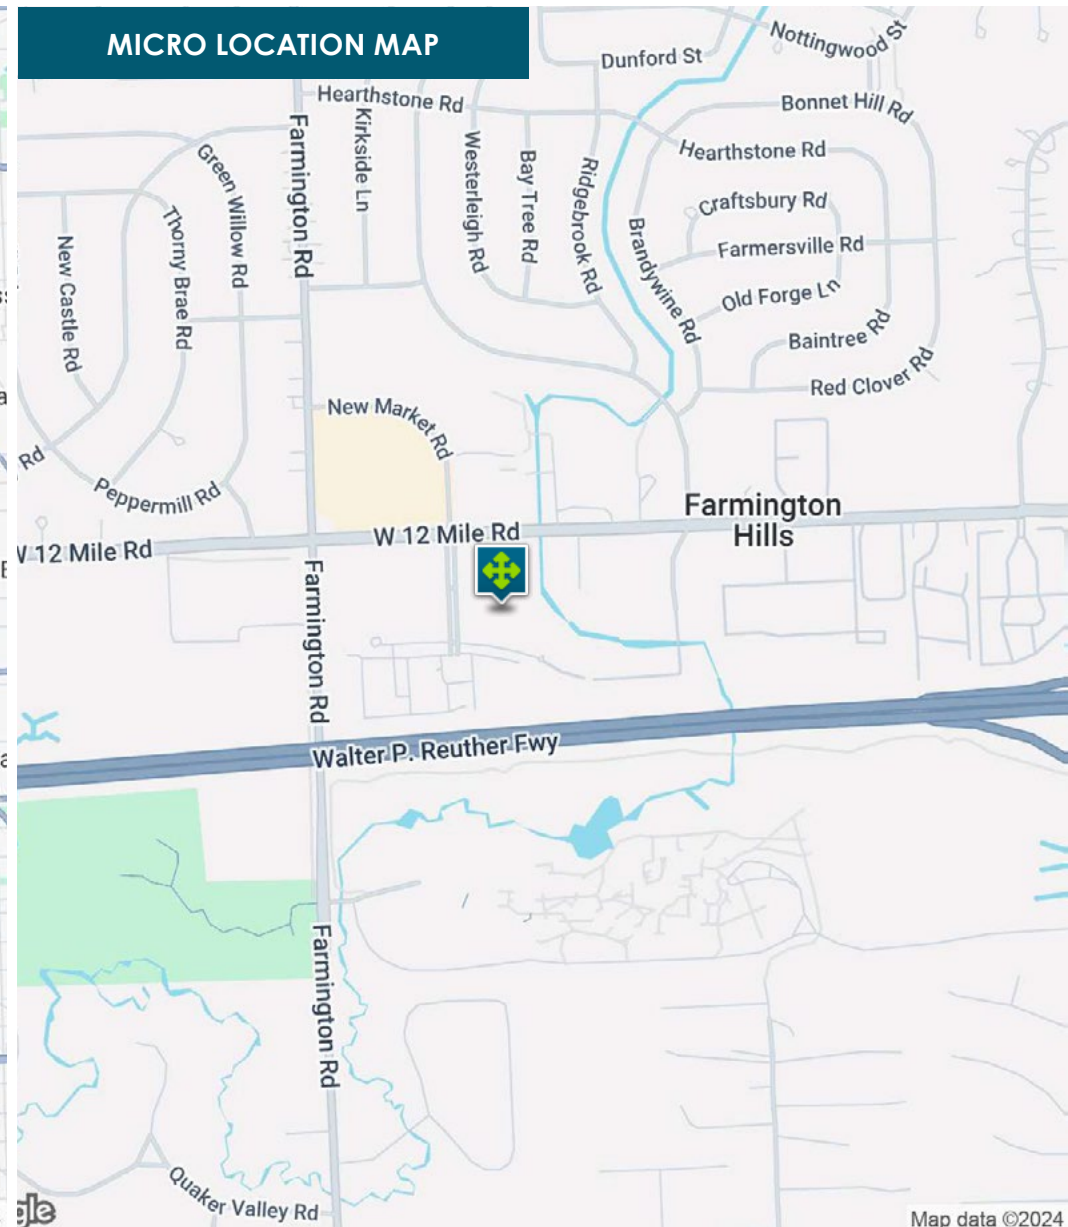 MICRO LOCATION MAP
Nottingwood St
Dunford St
Hearthstone Rd
Bonnet Hill Rd
Farmington Rd
Kirkside Ln
Westerleigh Rd
Bay Tree Rd
Ridgebrook Rd
Hearthstone Rd
Green Willow Rd
Craftsbury Rd
Thorny Brae Rd
New Castle Rd
Brandywine Rd
Farmersville Rd
Old Forge Ln
Baintree Rd
Red Clover Rd
New Market Rd
Rd
Peppermill Rd
Farmington
Hills
W 12 Mile Rd
W 12 Mile Rd
Farmington Rd
Walter P. Reuther Fwy
Farmington Rd
Quaker Valley Rd
gle
Map data ©2024